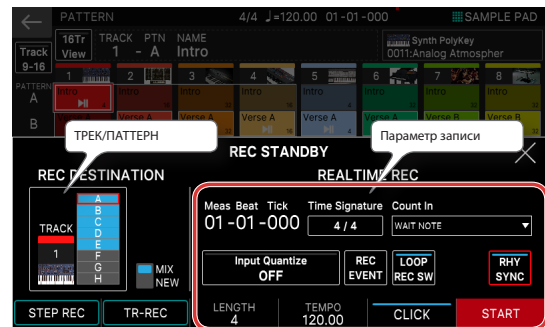 PATTERN 4/4 ♩=120.00 01-01-000 SAMPLE PAD
Track 9-16
16Tr View
TRACK PTN NAME
1 - A Intro
Synth PolyKey
0011:Analog Atmospher
1 2 3 4 5 6 7 8
PATTERN
A
Intro Intro Intro Intro Intro Intro Intro Intro
B
Verse A Verse A Verse A Verse B Verse B
ТРЕК/ПАТТЕРН
Параметр записи
REC STANDBY
REC DESTINATION
REALTIME REC
TRACK
1
A
B
C
D
E
F
G
H
MIX
NEW
Meas Beat Tick Time Signature Count In
01-01-000 4 / 4 WAIT NOTE
Input Quantize
OFF
REC EVENT
LOOP REC SW
RHY SYNC
STEP REC TR-REC
LENGTH
4
TEMPO
120.00
CLICK
START